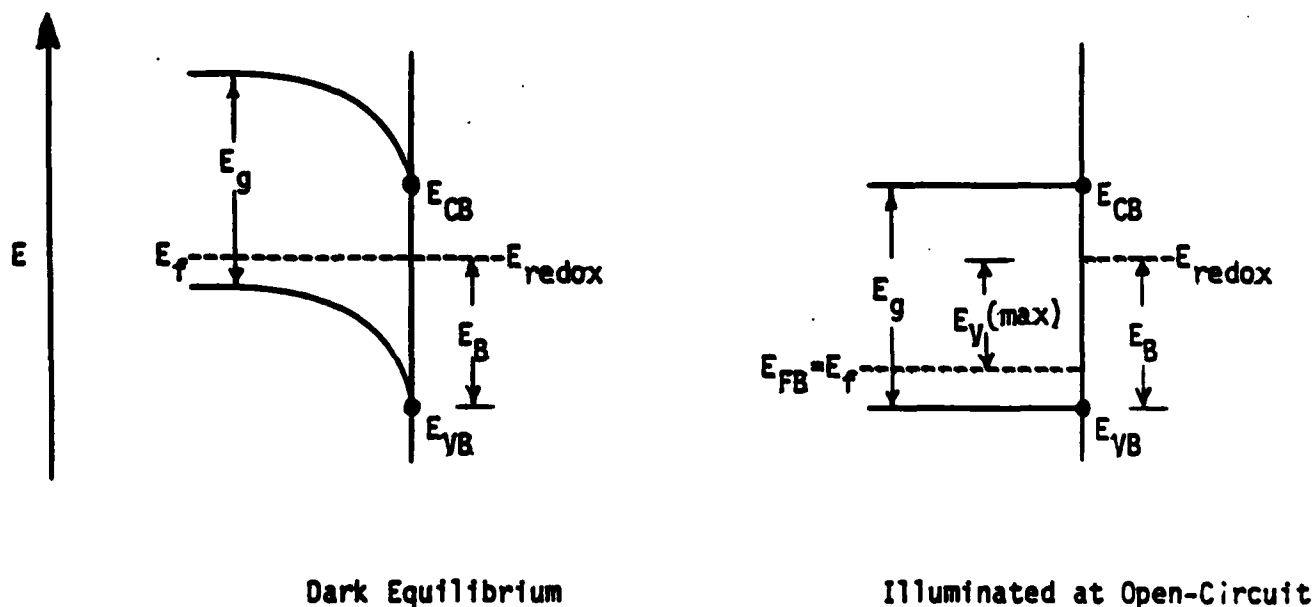 E
E_g
E_CB
E_f
E_redox
E_B
E_VB
Dark Equilibrium
E_CB
E_redox
E_g
E_V(max)
E_B
E_FB=E_f
E_VB
Illuminated at Open-Circuit